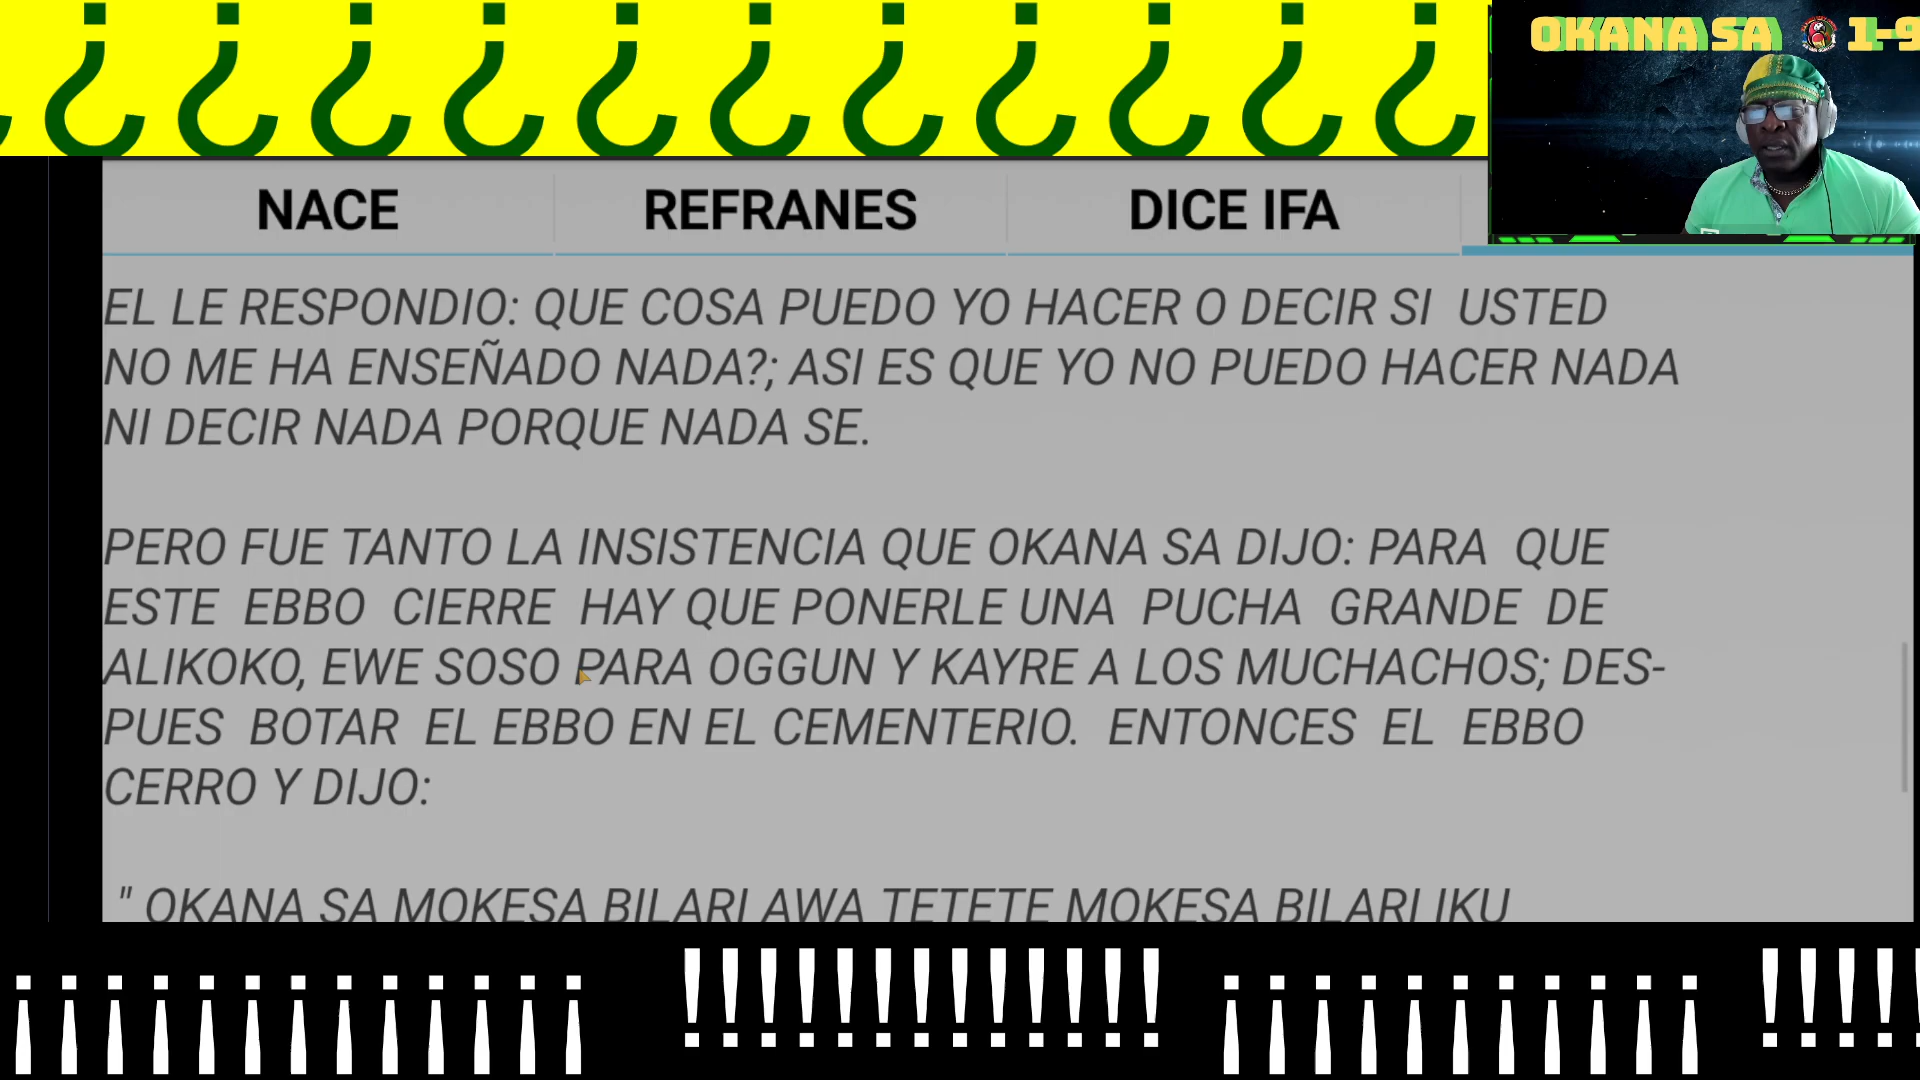 ¿ ¿ ¿ ¿ ¿ ¿ ¿ ¿ ¿ ¿ ¿
OKANA SA 1-9
NACE REFRANES DICE IFA
EL LE RESPONDIO: QUE COSA PUEDO YO HACER O DECIR SI USTED
NO ME HA ENSEÑADO NADA?; ASI ES QUE YO NO PUEDO HACER NADA
NI DECIR NADA PORQUE NADA SE.
PERO FUE TANTO LA INSISTENCIA QUE OKANA SA DIJO: PARA QUE
ESTE EBBO CIERRE HAY QUE PONERLE UNA PUCHA GRANDE DE
ALIKOKO, EWE SOSO PARA OGGUN Y KAYRE A LOS MUCHACHOS; DES-
PUES BOTAR EL EBBO EN EL CEMENTERIO. ENTONCES EL EBBO
CERRO Y DIJO:
" OKANA SA MOKESA BILARI AWA TETETE MOKESA BILARI IKU
¡¡¡¡¡¡¡¡¡¡¡¡¡ !!!!!!!!!!!!! ¡¡¡¡¡¡¡¡¡¡¡ !!!!!